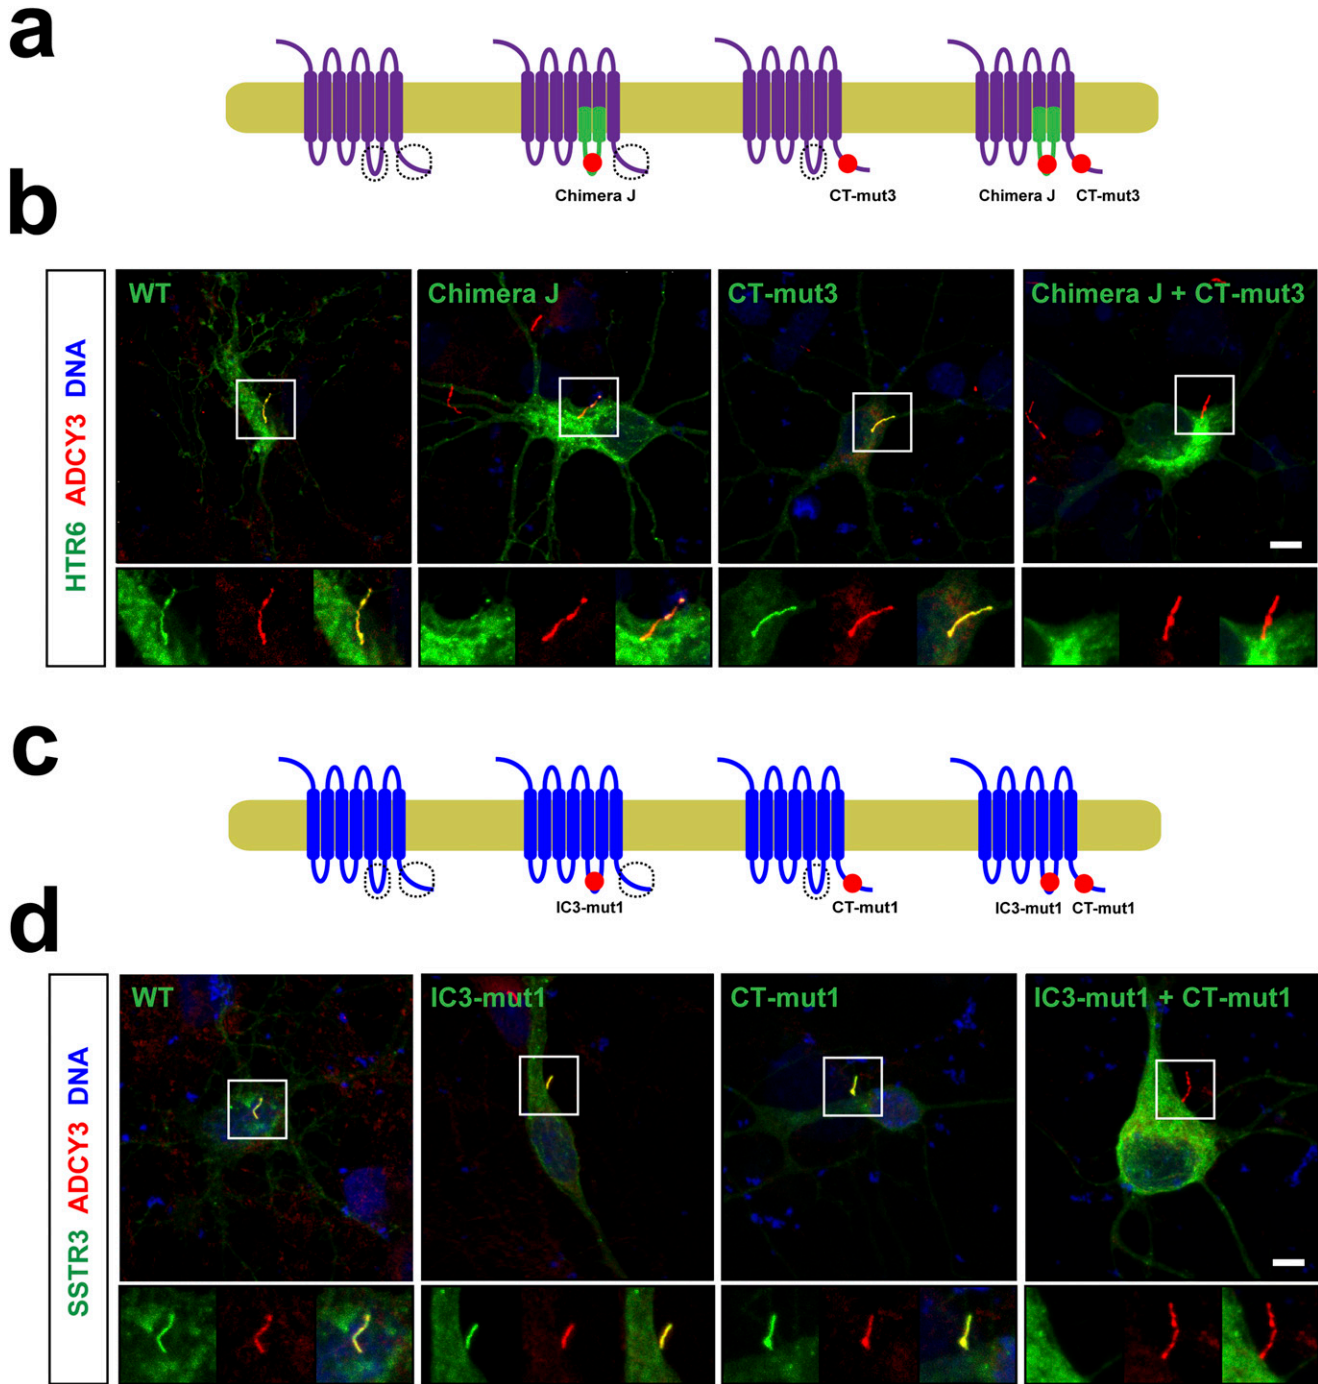 a
Chimera J
CT-mut3
Chimera J
CT-mut3
b
HTR6 ADCY3 DNA
WT
Chimera J
CT-mut3
Chimera J + CT-mut3
c
IC3-mut1
CT-mut1
IC3-mut1
CT-mut1
d
SSTR3 ADCY3 DNA
WT
IC3-mut1
CT-mut1
IC3-mut1 + CT-mut1